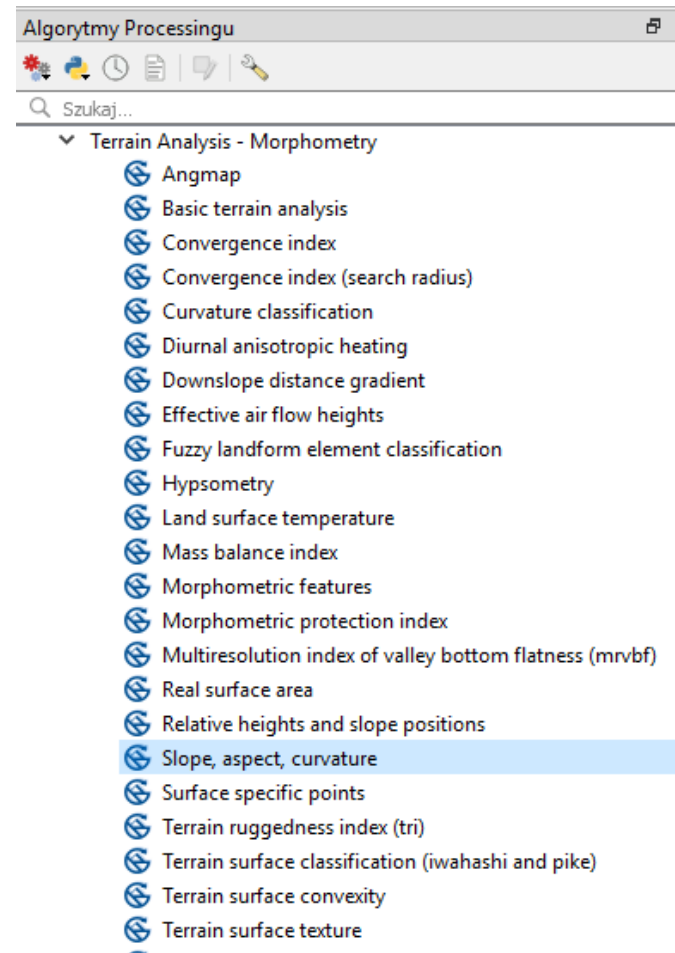 Algorytmy Processingu
Szukaj...
Terrain Analysis - Morphometry
Angmap
Basic terrain analysis
Convergence index
Convergence index (search radius)
Curvature classification
Diurnal anisotropic heating
Downslope distance gradient
Effective air flow heights
Fuzzy landform element classification
Hypsometry
Land surface temperature
Mass balance index
Morphometric features
Morphometric protection index
Multiresolution index of valley bottom flatness (mrvbf)
Real surface area
Relative heights and slope positions
Slope, aspect, curvature
Surface specific points
Terrain ruggedness index (tri)
Terrain surface classification (iwahashi and pike)
Terrain surface convexity
Terrain surface texture